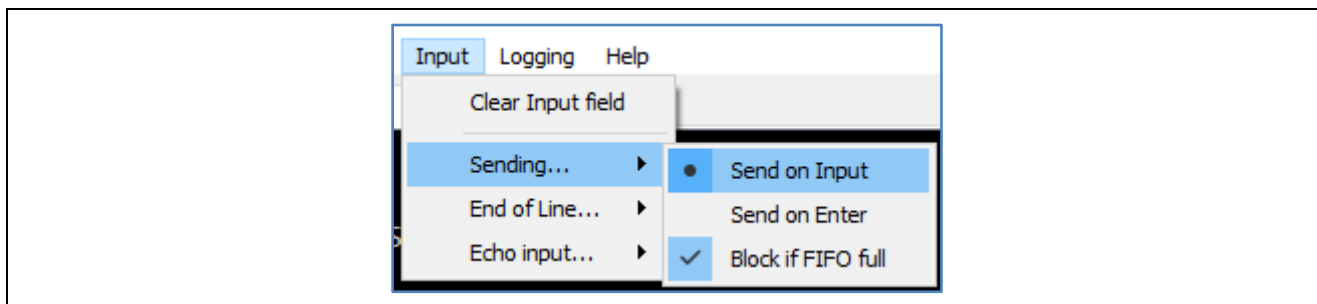 Input Logging Help
Clear Input field
Sending...
End of Line...
Echo input...
Send on Input
Send on Enter
Block if FIFO full
S